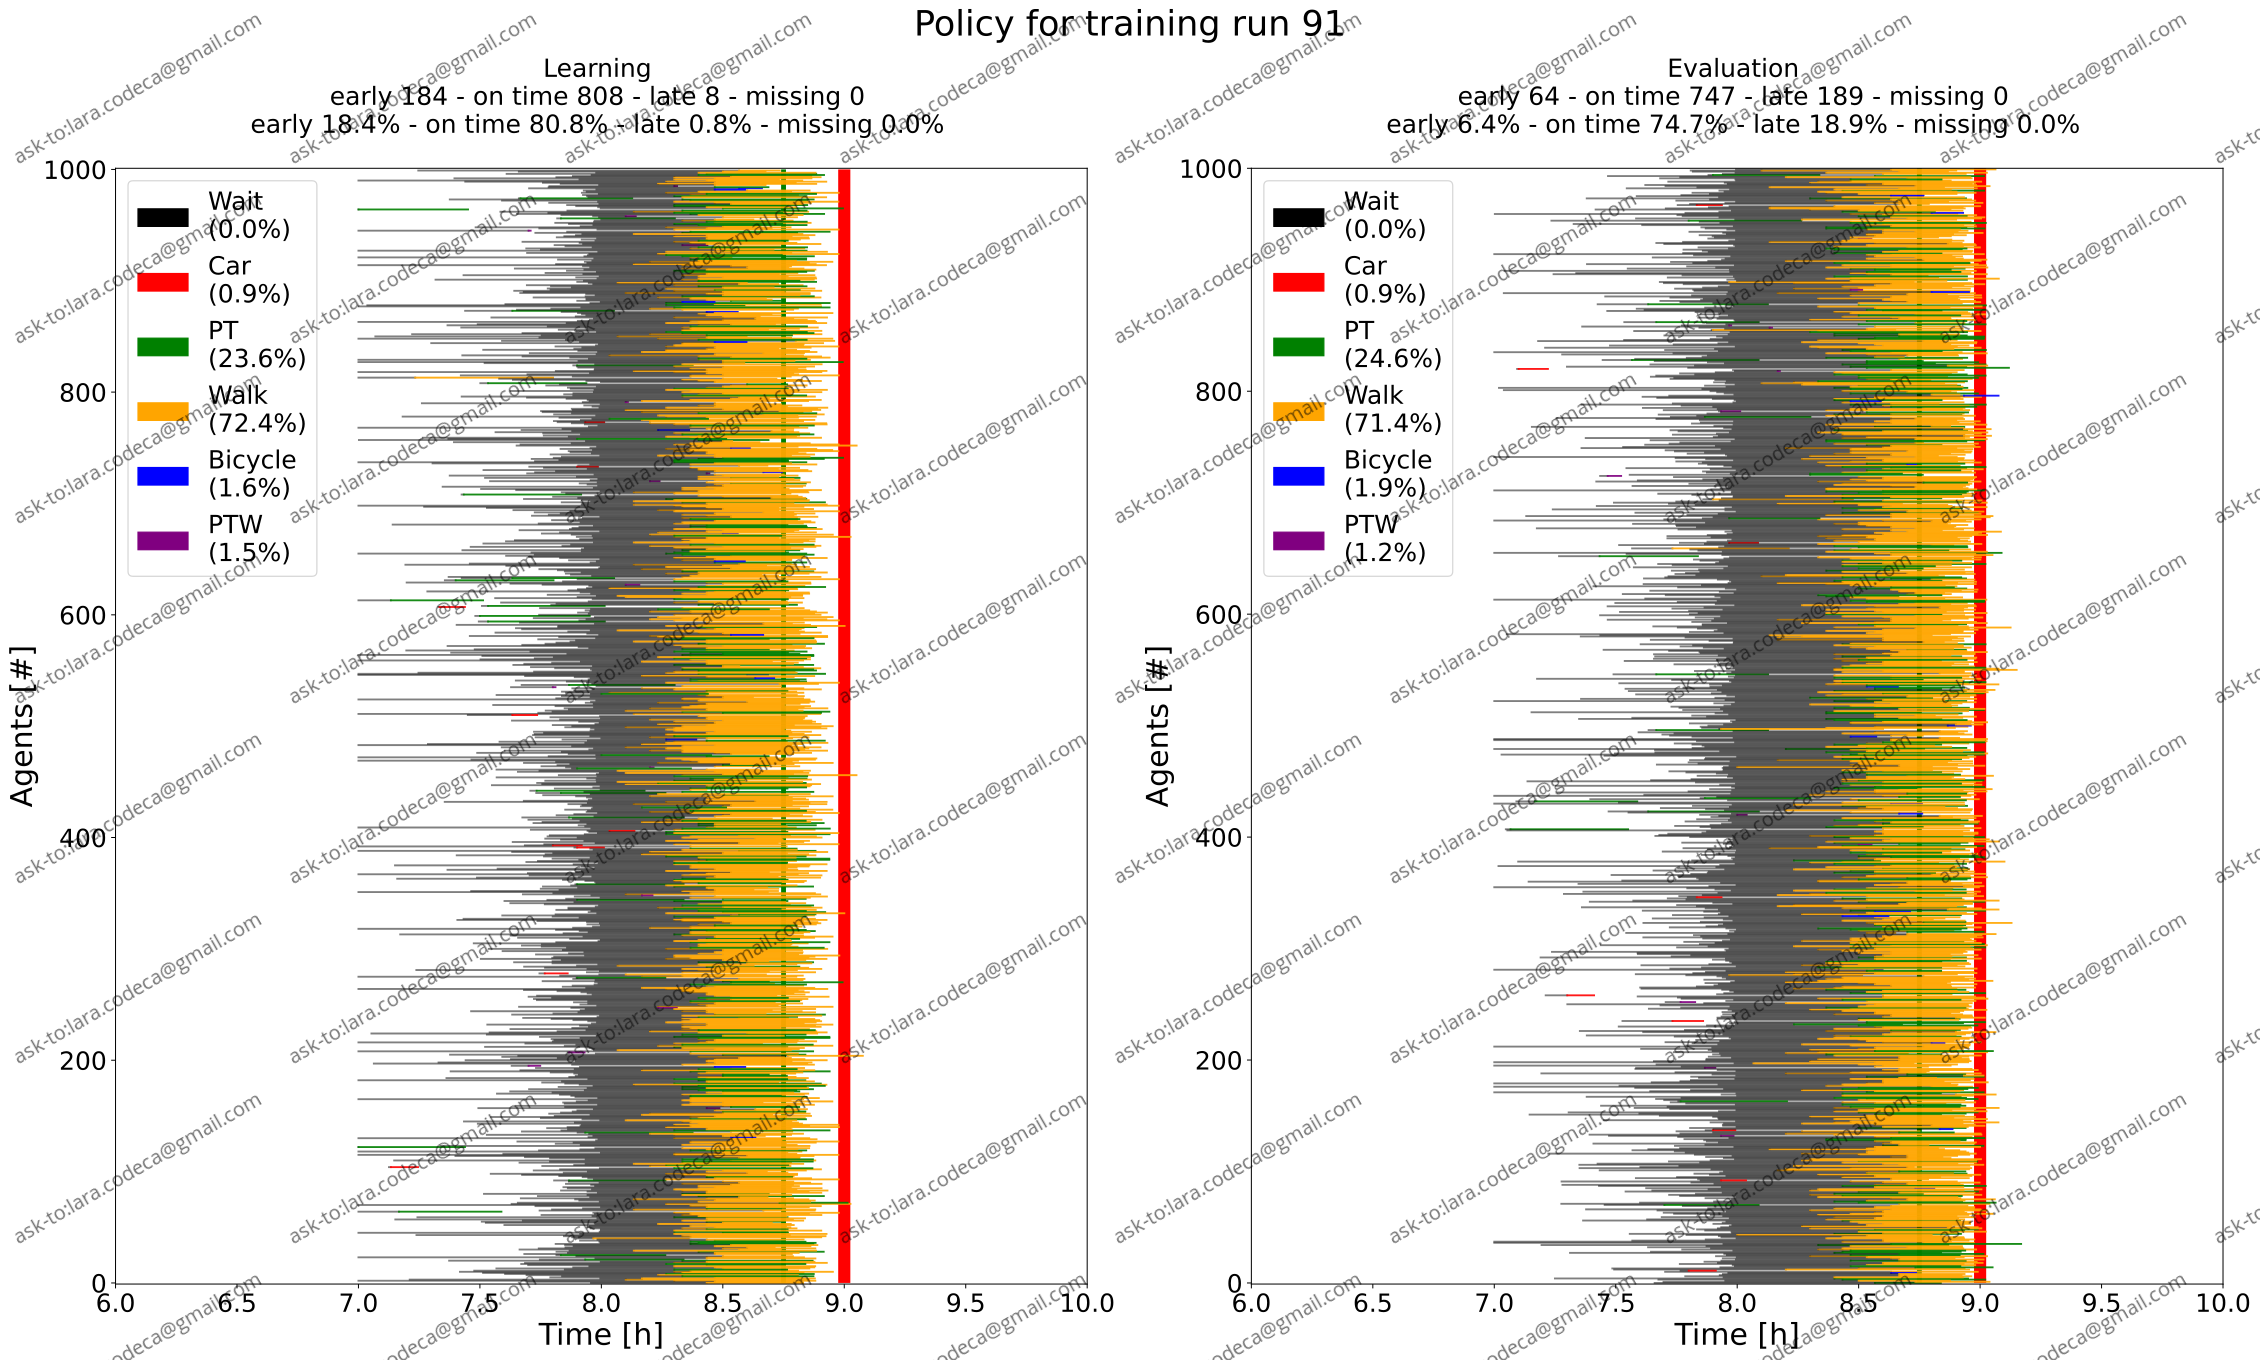 Policy for training run 91
Learning
early 184 - on time 808 - late 8 - missing 0
early 18.4% - on time 80.8% - late 0.8% - missing 0.0%
1000
800
600
400
200
0
Agents [#]
Wait
(0.0%)
Car
(0.9%)
PT
(23.6%)
Walk
(72.4%)
Bicycle
(1.6%)
PTW
(1.5%)
6.0 6.5 7.0 7.5 8.0 8.5 9.0 9.5 10.0
Time [h]
Evaluation
early 64 - on time 747 - late 189 - missing 0
early 6.4% - on time 74.7% - late 18.9% - missing 0.0%
1000
800
600
400
200
0
Agents [#]
Wait
(0.0%)
Car
(0.9%)
PT
(24.6%)
Walk
(71.4%)
Bicycle
(1.9%)
PTW
(1.2%)
6.0 6.5 7.0 7.5 8.0 8.5 9.0 9.5 10.0
Time [h]
ask-to:lara.codeca@gmail.com